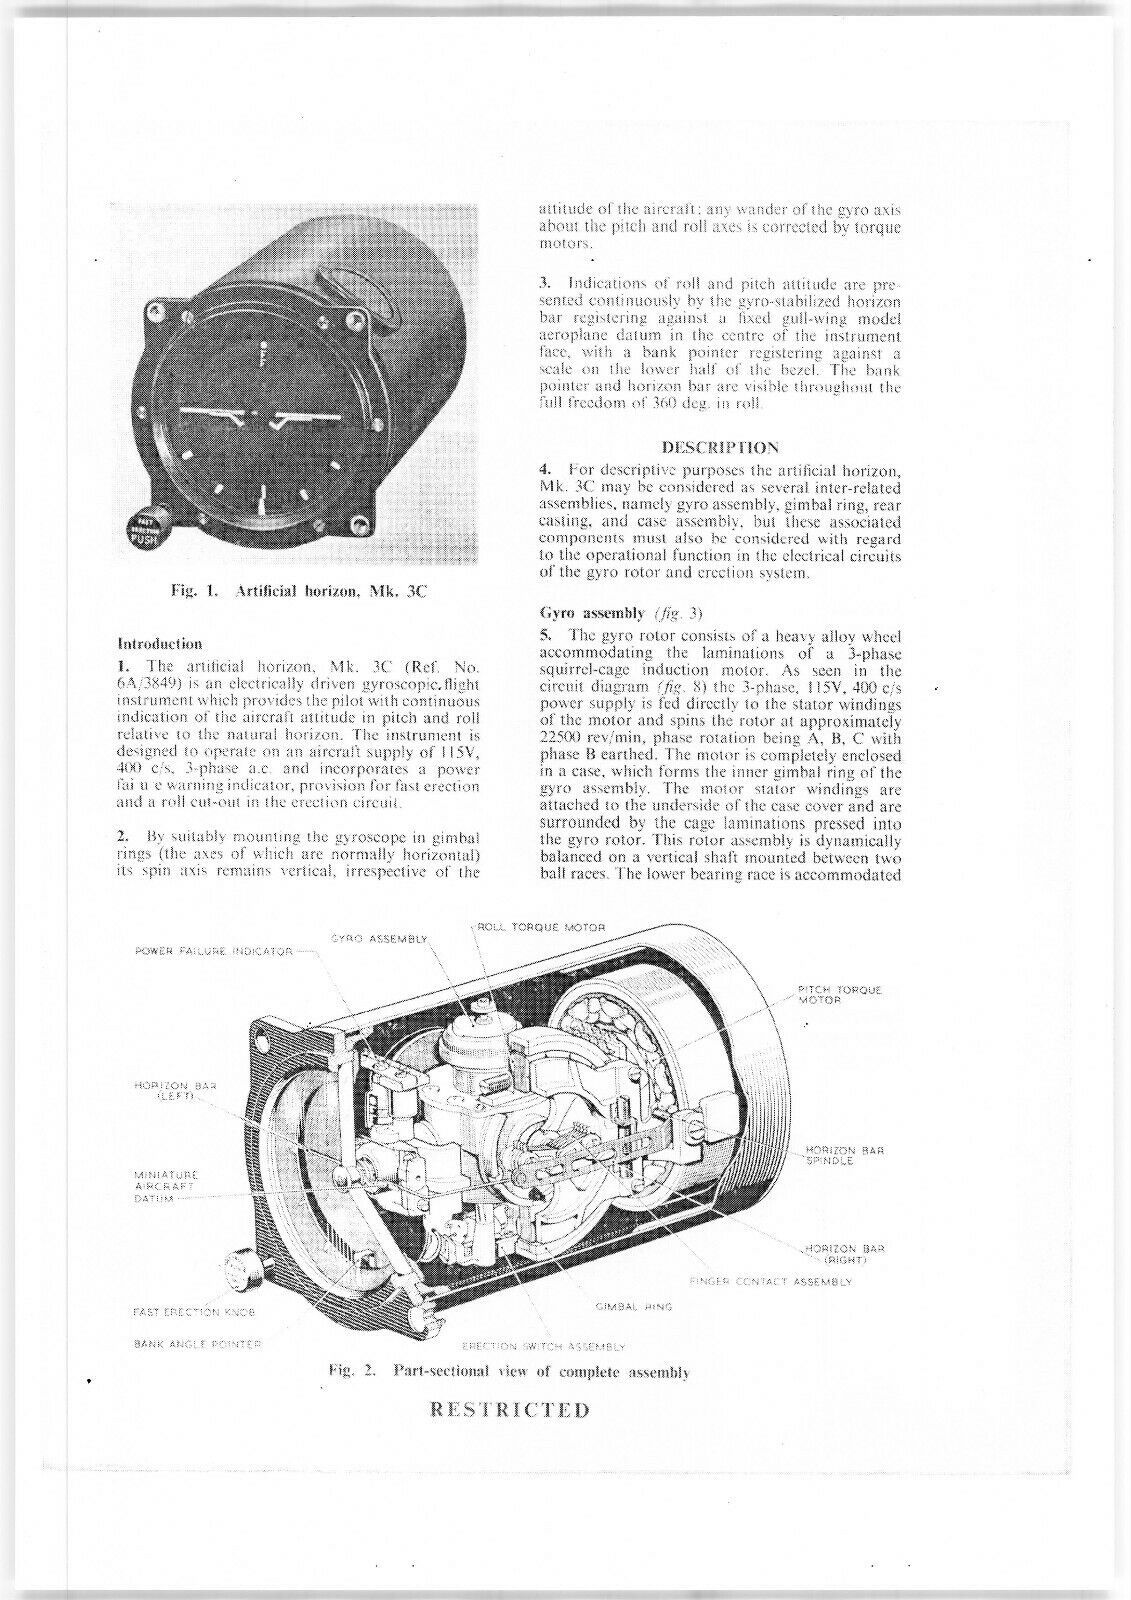 FAST
ERECTION
PUSH
Fig. 1. Artificial horizon, Mk. 3C
Introduction
1. The artificial horizon, Mk. 3C (Ref. No.
6A/3849) is an electrically driven gyroscopic flight
instrument which provides the pilot with continuous
indication of the aircraft attitude in pitch and roll
relative to the natural horizon. The instrument is
designed to operate on an aircraft supply of 115V,
400 c/s, 3-phase a.c. and incorporates a power
fai u e warning indicator, provision for fast erection
and a roll cut-out in the erection circuit.
2. By suitably mounting the gyroscope in gimbal
rings (the axes of which are normally horizontal)
its spin axis remains vertical, irrespective of the
attitude of the aircraft; any wander of the gyro axis
about the pitch and roll axes is corrected by torque
motors.
3. Indications of roll and pitch attitude are pre-
sented continuously by the gyro-stabilized horizon
bar registering against a fixed gull-wing model
aeroplane datum in the centre of the instrument
face, with a bank pointer registering against a
scale on the lower half of the bezel. The bank
pointer and horizon bar are visible throughout the
full freedom of 360 deg. in roll.
DESCRIPTION
4. For descriptive purposes the artificial horizon,
Mk. 3C may be considered as several inter-related
assemblies, namely gyro assembly, gimbal ring, rear
casting, and case assembly, but these associated
components must also be considered with regard
to the operational function in the electrical circuits
of the gyro rotor and erection system.
Gyro assembly (fig. 3)
5. The gyro rotor consists of a heavy alloy wheel
accommodating the laminations of a 3-phase
squirrel-cage induction motor. As seen in the
circuit diagram (fig. 8) the 3-phase, 115V, 400 c/s
power supply is fed directly to the stator windings
of the motor and spins the rotor at approximately
22500 rev/min, phase rotation being A, B, C with
phase B earthed. The motor is completely enclosed
in a case, which forms the inner gimbal ring of the
gyro assembly. The motor stator windings are
attached to the underside of the case cover and are
surrounded by the cage laminations pressed into
the gyro rotor. This rotor assembly is dynamically
balanced on a vertical shaft mounted between two
ball races. The lower bearing race is accommodated
ROLL TORQUE MOTOR
GYRO ASSEMBLY
POWER FAILURE INDICATOR
PITCH TORQUE
MOTOR
HORIZON BAR
(LEFT)
HORIZON BAR
SPINDLE
MINIATURE
AIRCRAFT
DATUM
HORIZON BAR
(RIGHT)
FINGER CONTACT ASSEMBLY
GIMBAL RING
FAST ERECTION KNOB
BANK ANGLE POINTER
ERECTION SWITCH ASSEMBLY
Fig. 2. Part-sectional view of complete assembly
RESTRICTED